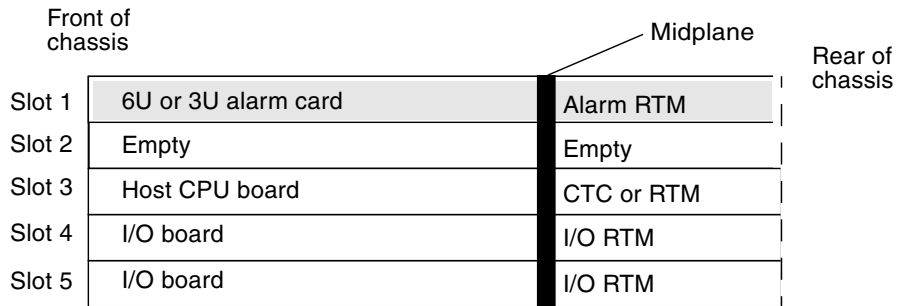 Front of
chassis
Midplane
Rear of
chassis
Slot 1 6U or 3U alarm card Alarm RTM
Slot 2 Empty Empty
Slot 3 Host CPU board CTC or RTM
Slot 4 I/O board I/O RTM
Slot 5 I/O board I/O RTM